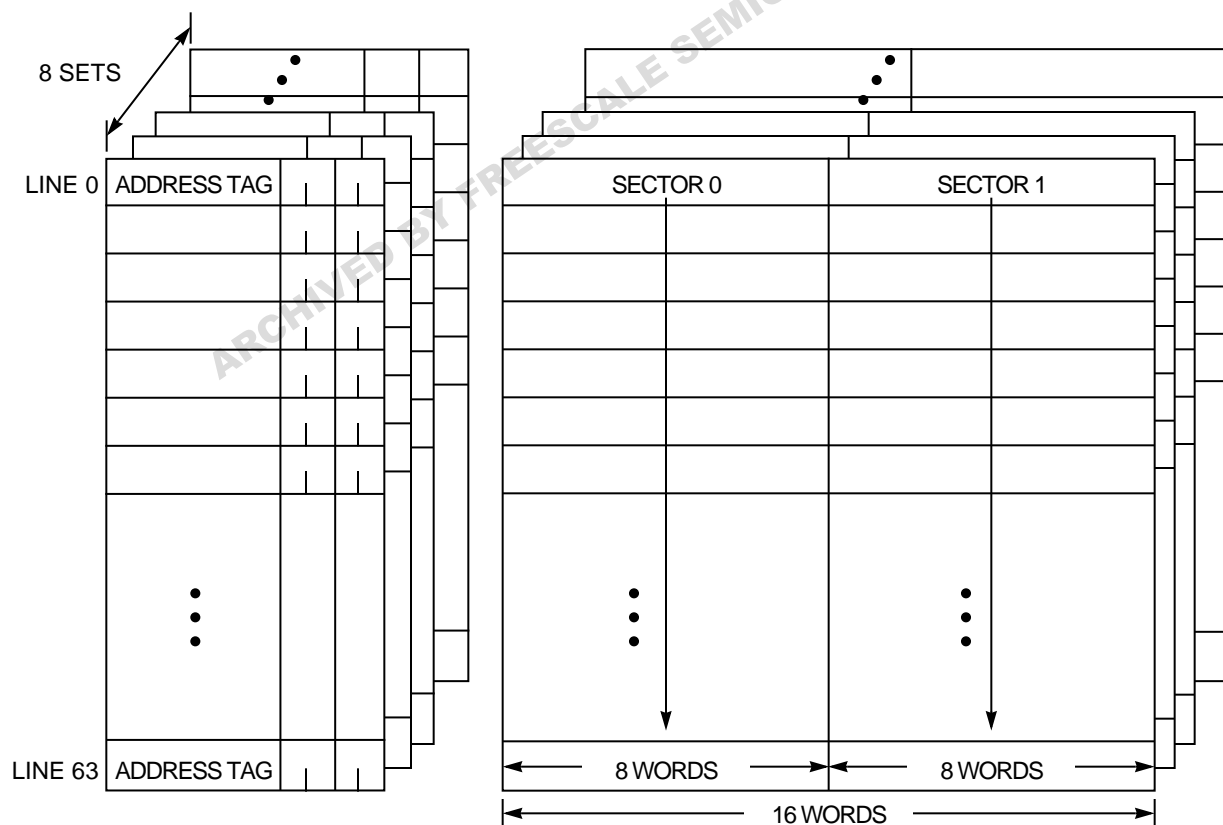 ARCHIVED BY FREESCALE SEMIC
8 SETS
LINE 0 ADDRESS TAG SECTOR 0 SECTOR 1
LINE 63 ADDRESS TAG 8 WORDS 8 WORDS
16 WORDS